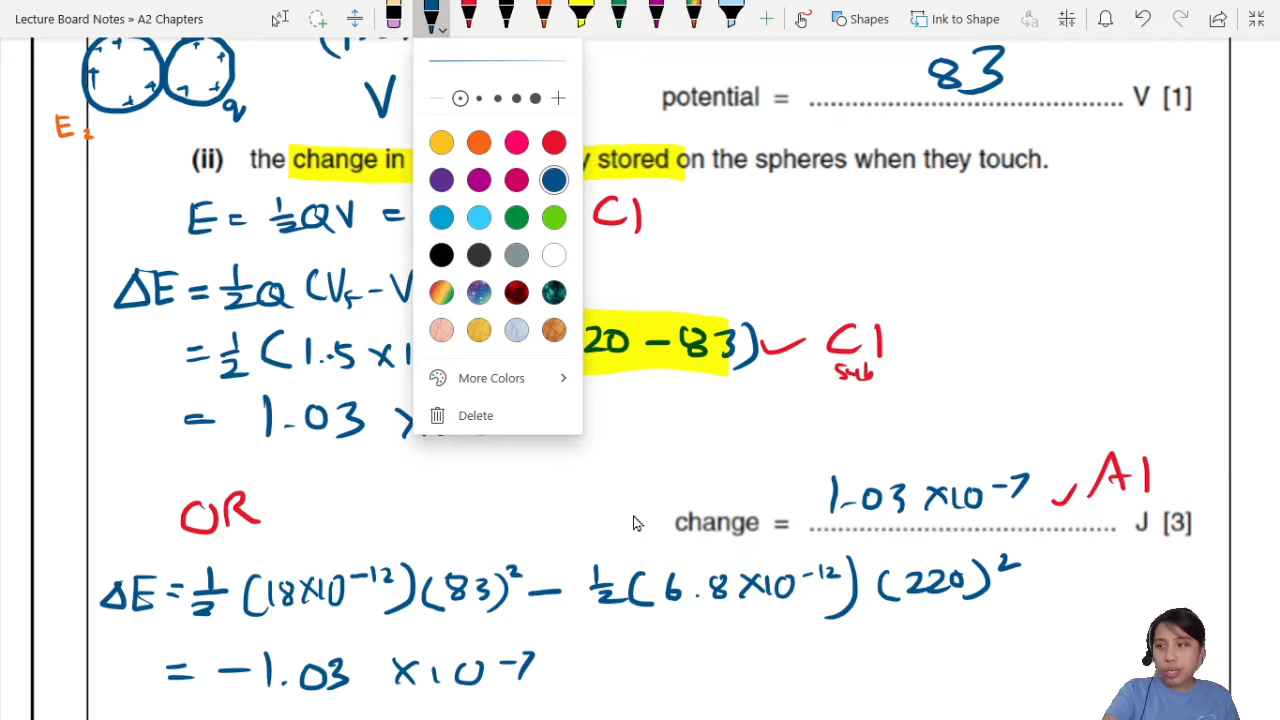 Lecture Board Notes » A2 Chapters
Shapes
Ink to Shape
83
V
potential = V [1]
q
E₂
(ii) the change in y stored on the spheres when they touch.
E = ½QV = C1
ΔE = ½Q (V_f - V
= ½ (1.5 x1 20 - 83) ✓ C1
sub
= 1.03 x
1.03 x10⁻⁷ ✓ A1
OR
change = J [3]
ΔE = ½ (18x10⁻¹²)(83)² - ½(6.8x10⁻¹²)(220)²
= -1.03 x10⁻⁷
More Colors
Delete